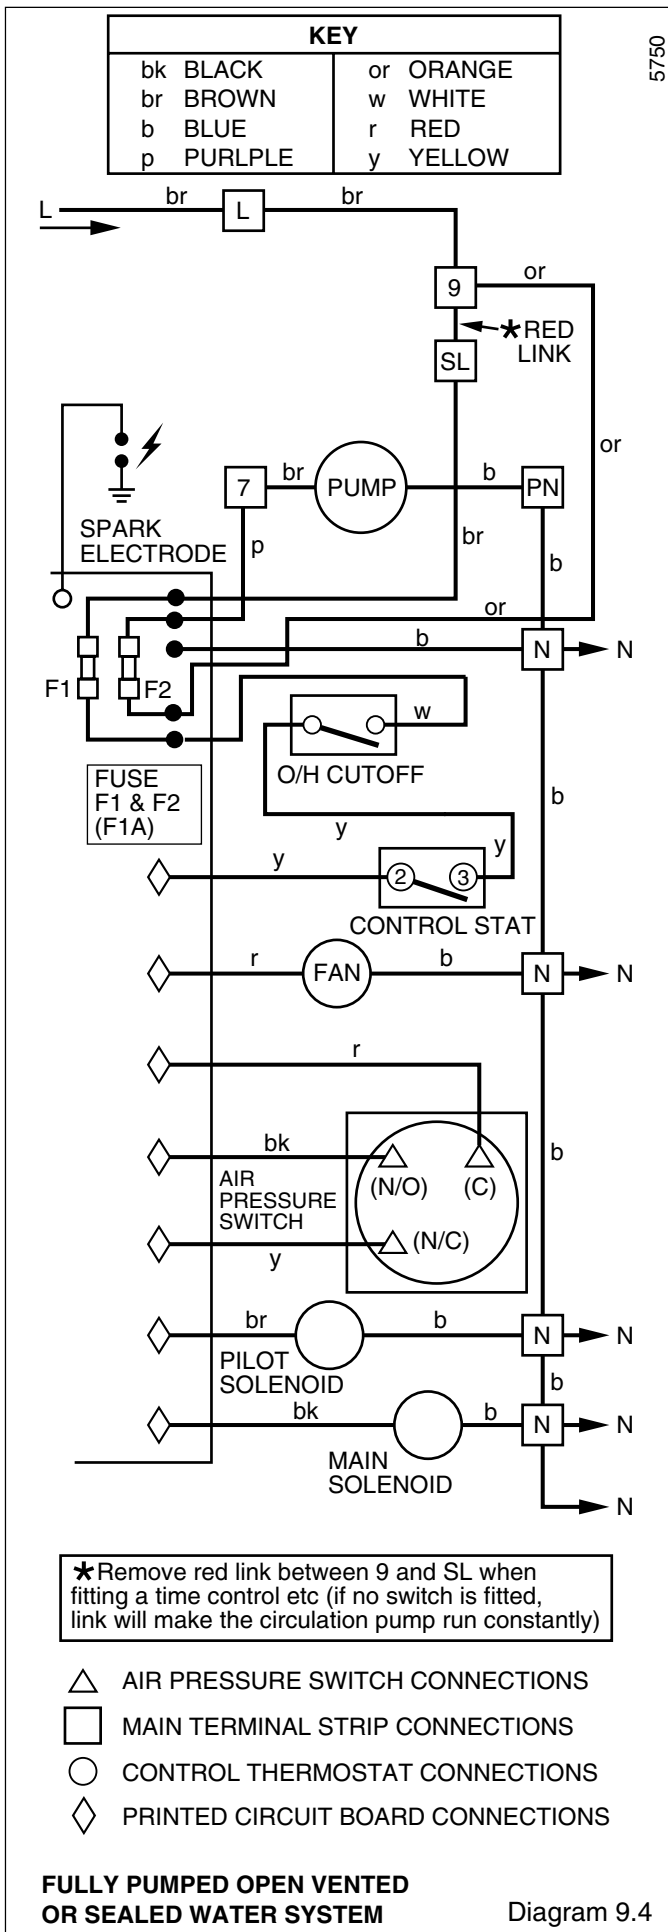 KEY
5750
bk BLACK
or ORANGE
br BROWN
w WHITE
b BLUE
r RED
p PURLPLE
y YELLOW
L
br
L
br
9
or
*RED
LINK
SL
or
7
br
PUMP
b
PN
SPARK
ELECTRODE
p
br
b
or
b
N
N
F1
F2
w
O/H CUTOFF
FUSE
F1 & F2
(F1A)
b
y
y
y
2
3
CONTROL STAT
r
FAN
b
N
N
r
bk
AIR
PRESSURE
SWITCH
(N/O)
(C)
b
(N/C)
y
br
b
N
N
PILOT
SOLENOID
b
bk
b
N
N
MAIN
SOLENOID
N
*Remove red link between 9 and SL when
fitting a time control etc (if no switch is fitted,
link will make the circulation pump run constantly)
AIR PRESSURE SWITCH CONNECTIONS
MAIN TERMINAL STRIP CONNECTIONS
CONTROL THERMOSTAT CONNECTIONS
PRINTED CIRCUIT BOARD CONNECTIONS
FULLY PUMPED OPEN VENTED
OR SEALED WATER SYSTEM
Diagram 9.4